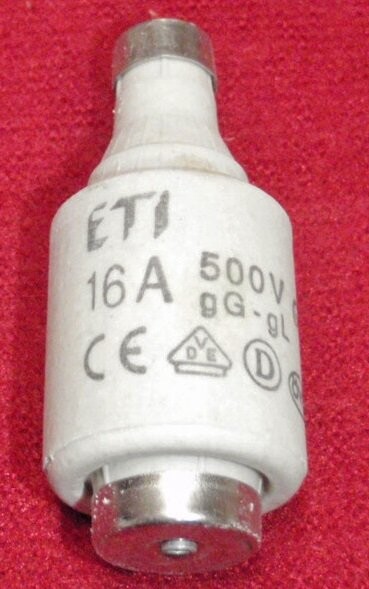 ETI
16A 500V
gG-gL
CE VDE D